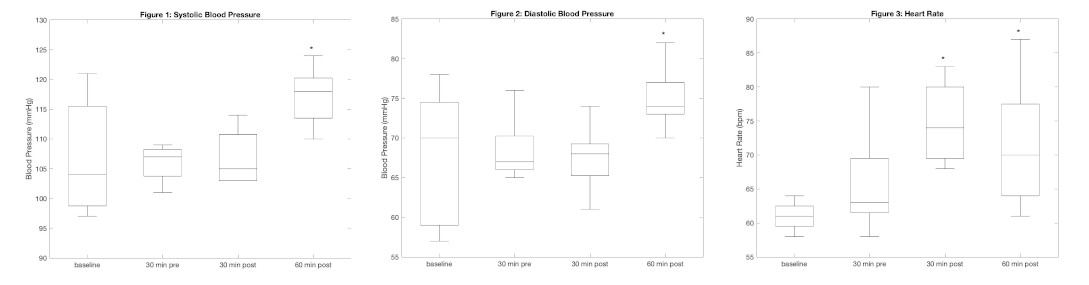 Figure 1: Systolic Blood Pressure
Blood Pressure (mmHg)
130
125
120
115
110
105
100
95
90
*
baseline
30 min pre
30 min post
60 min post
Figure 2: Diastolic Blood Pressure
Blood Pressure (mmHg)
85
80
75
70
65
60
55
*
baseline
30 min pre
30 min post
60 min post
Figure 3: Heart Rate
Heart Rate (bpm)
90
85
80
75
70
65
60
55
*
*
baseline
30 min pre
30 min post
60 min post